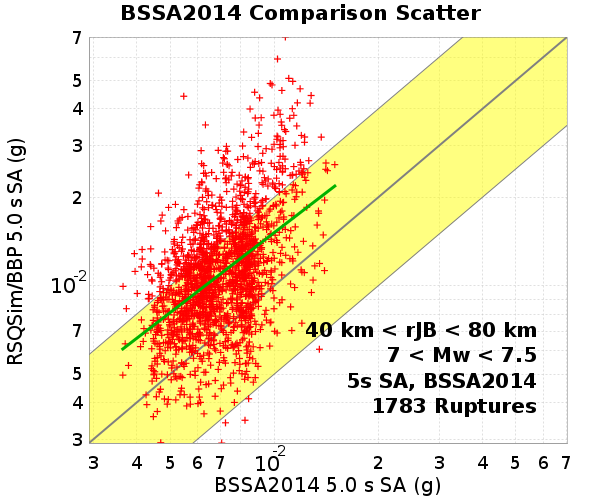 BSSA2014 Comparison Scatter
RSQSim/BBP 5.0 s SA (g)
7
5
4
3
2
10-2
7
5
4
3
40 km < rJB < 80 km
7 < Mw < 7.5
5s SA, BSSA2014
1783 Ruptures
3 4 5 6 7 10-2 2 3 4 5 6 7
BSSA2014 5.0 s SA (g)